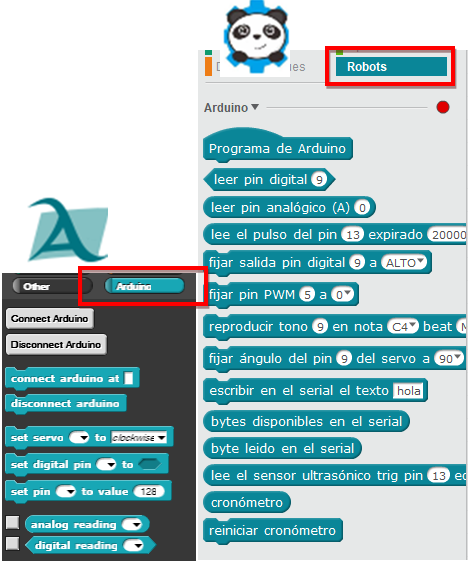 Robots
Arduino
Programa de Arduino
leer pin digital 9
leer pin analógico (A) 0
lee el pulso del pin 13 expirado 20000
fijar salida pin digital 9 a ALTO
fijar pin PWM 5 a 0
reproducir tono 9 en nota C4 beat
fijar ángulo del pin 9 del servo a 90
escribir en el serial el texto hola
bytes disponibles en el serial
byte leido en el serial
lee el sensor ultrasónico trig pin 13
cronómetro
reiniciar cronómetro
Other Arduino
Connect Arduino
Disconnect Arduino
connect arduino at
disconnect arduino
set servo to clockwise
set digital pin to
set pin to value 128
analog reading
digital reading